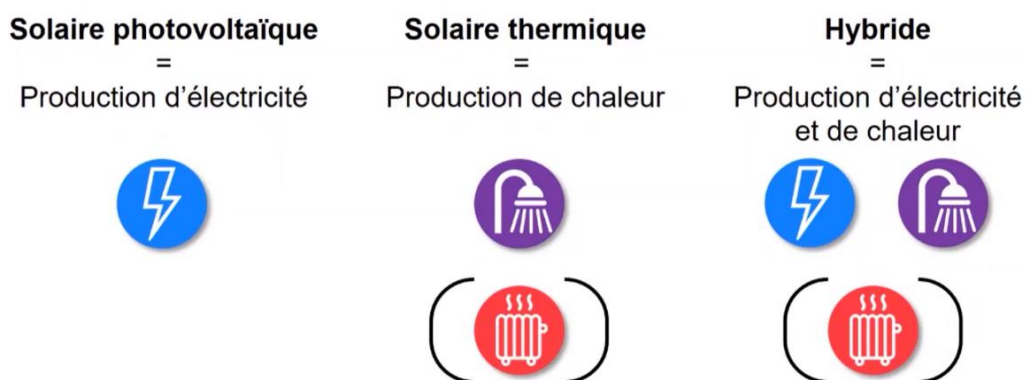 Solaire photovoltaïque
=
Production d'électricité
Solaire thermique
=
Production de chaleur
Hybride
=
Production d'électricité
et de chaleur